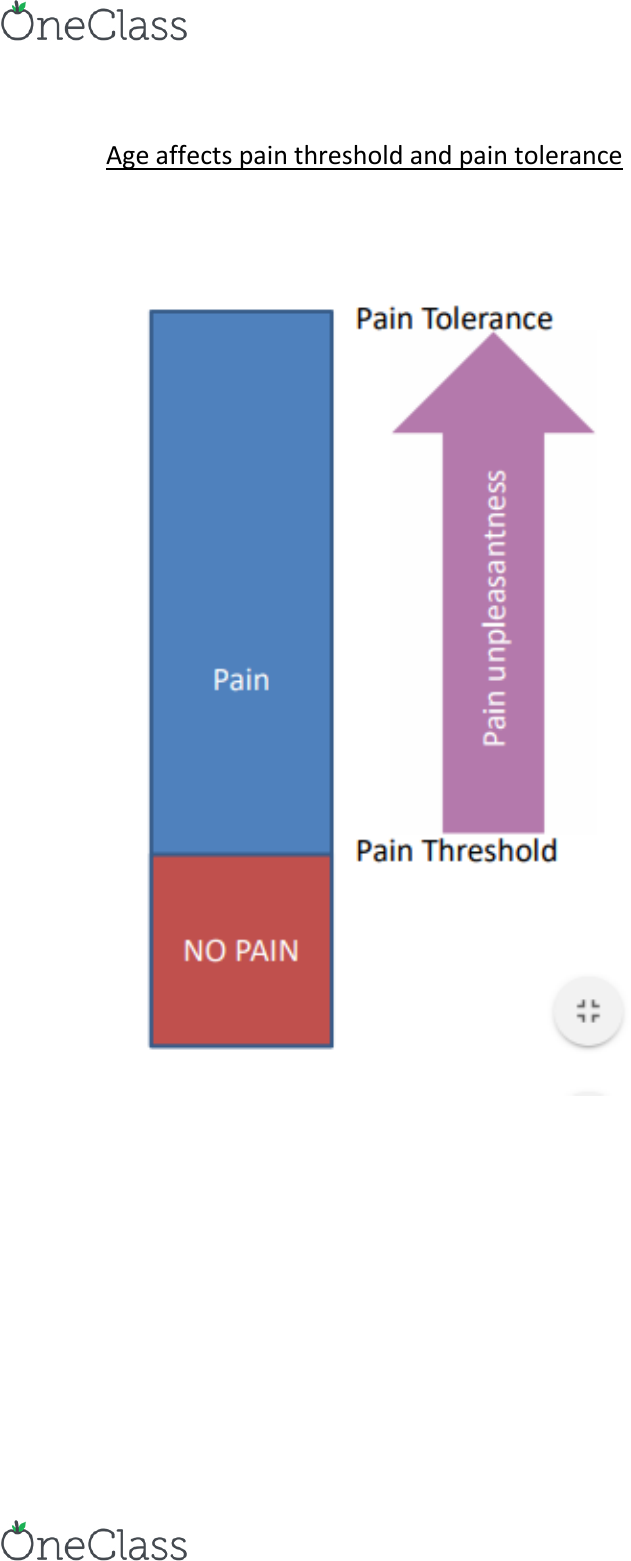 OneClass
Age affects pain threshold and pain tolerance
Pain Tolerance
Pain unpleasantness
Pain
Pain Threshold
NO PAIN
OneClass